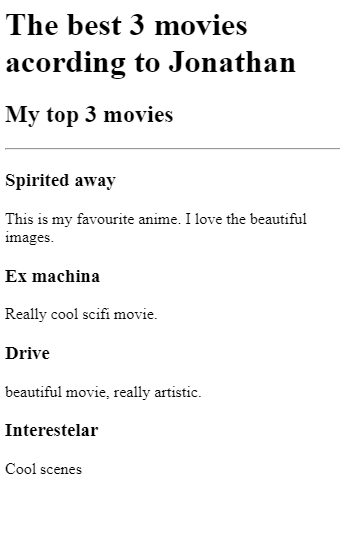 The best 3 movies
acording to Jonathan
My top 3 movies
Spirited away
This is my favourite anime. I love the beautiful
images.
Ex machina
Really cool scifi movie.
Drive
beautiful movie, really artistic.
Interestelar
Cool scenes